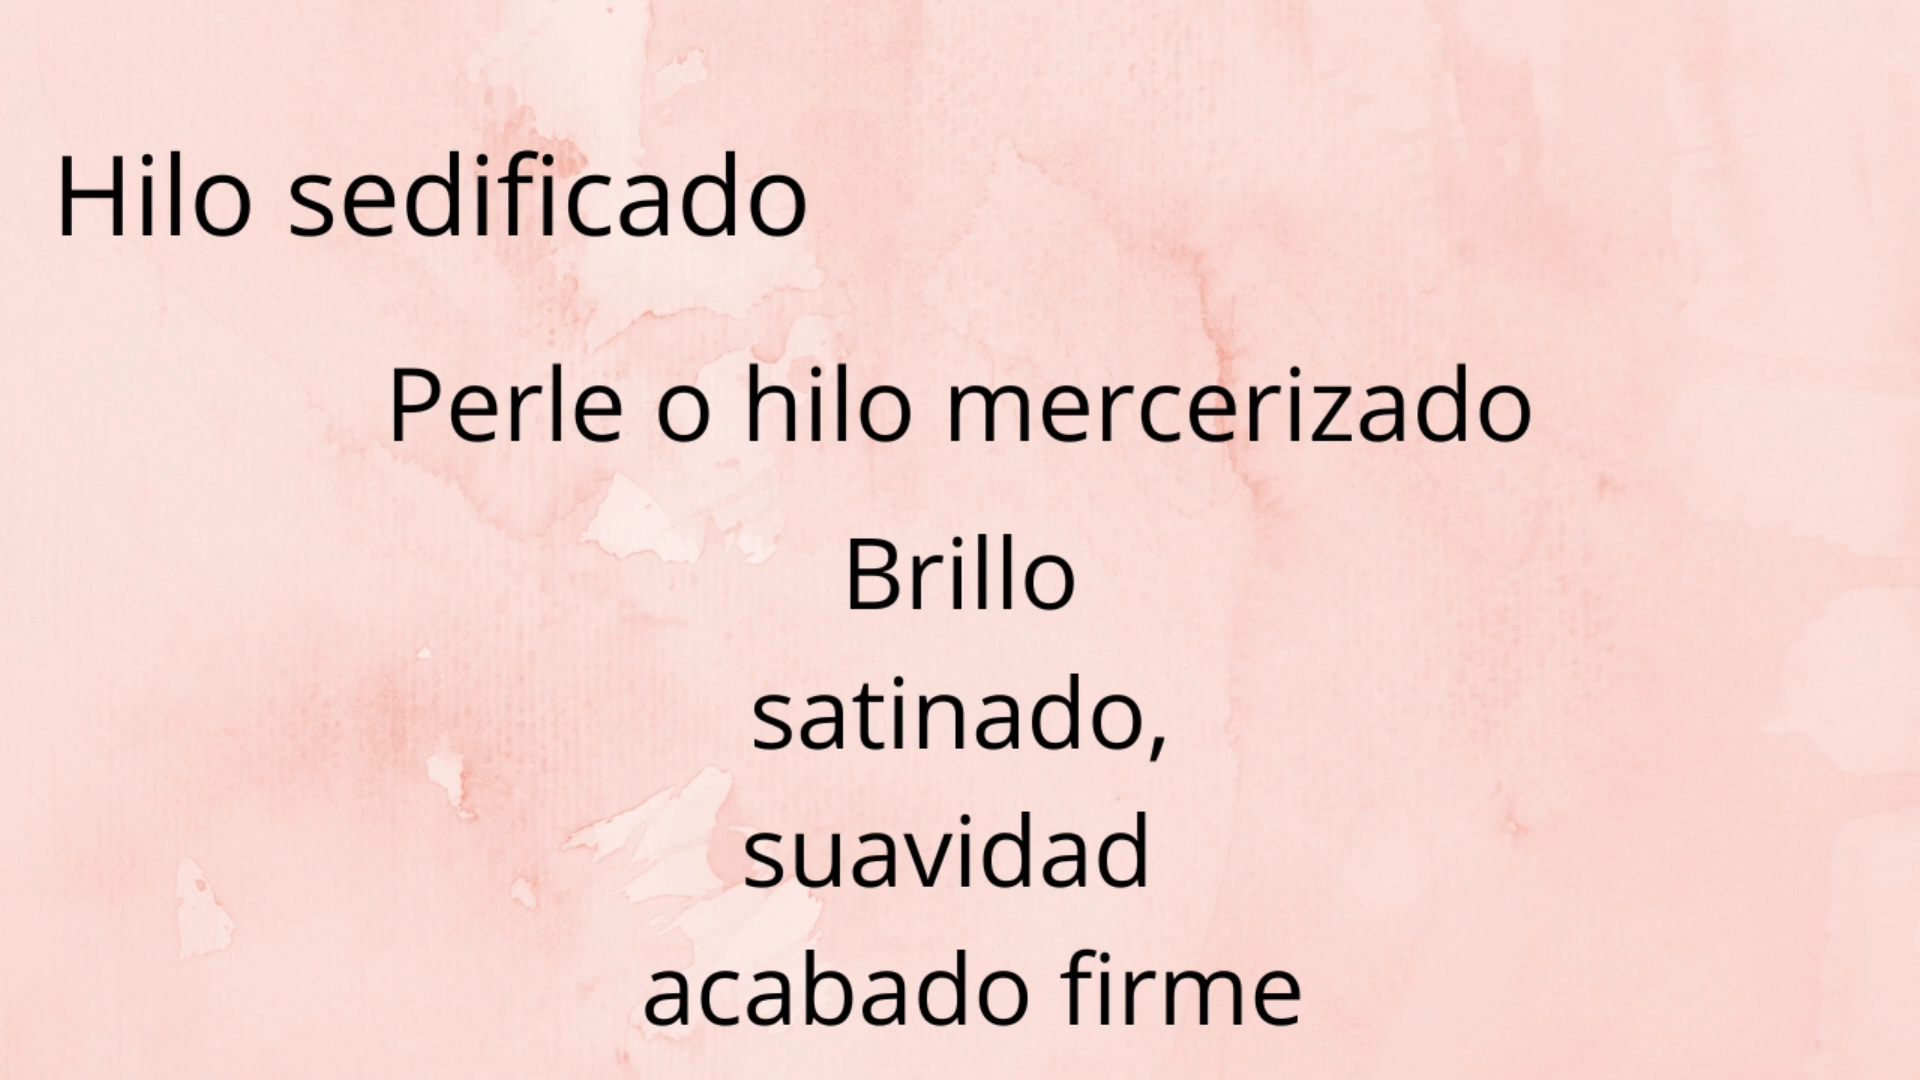 Hilo sedificado
Perle o hilo mercerizado
Brillo
satinado,
suavidad
acabado firme